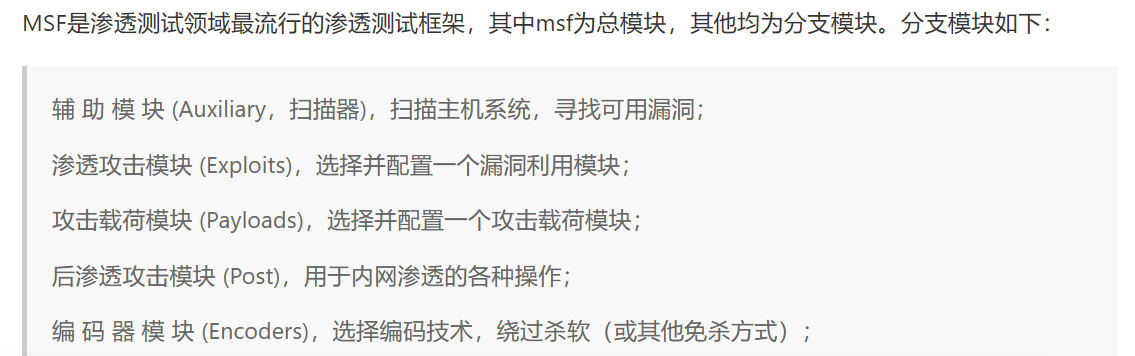 MSF是渗透测试领域最流行的渗透测试框架，其中msf为总模块，其他均为分支模块。分支模块如下：
辅 助 模 块 (Auxiliary，扫描器)，扫描主机系统，寻找可用漏洞；
渗透攻击模块 (Exploits)，选择并配置一个漏洞利用模块；
攻击载荷模块 (Payloads)，选择并配置一个攻击载荷模块；
后渗透攻击模块 (Post)，用于内网渗透的各种操作；
编 码 器 模 块 (Encoders)，选择编码技术，绕过杀软（或其他免杀方式）；